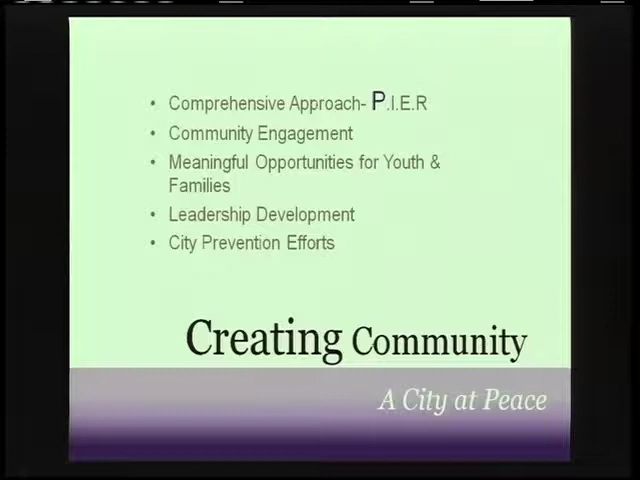 • Comprehensive Approach- P.I.E.R
• Community Engagement
• Meaningful Opportunities for Youth &
Families
• Leadership Development
• City Prevention Efforts
Creating Community
A City at Peace